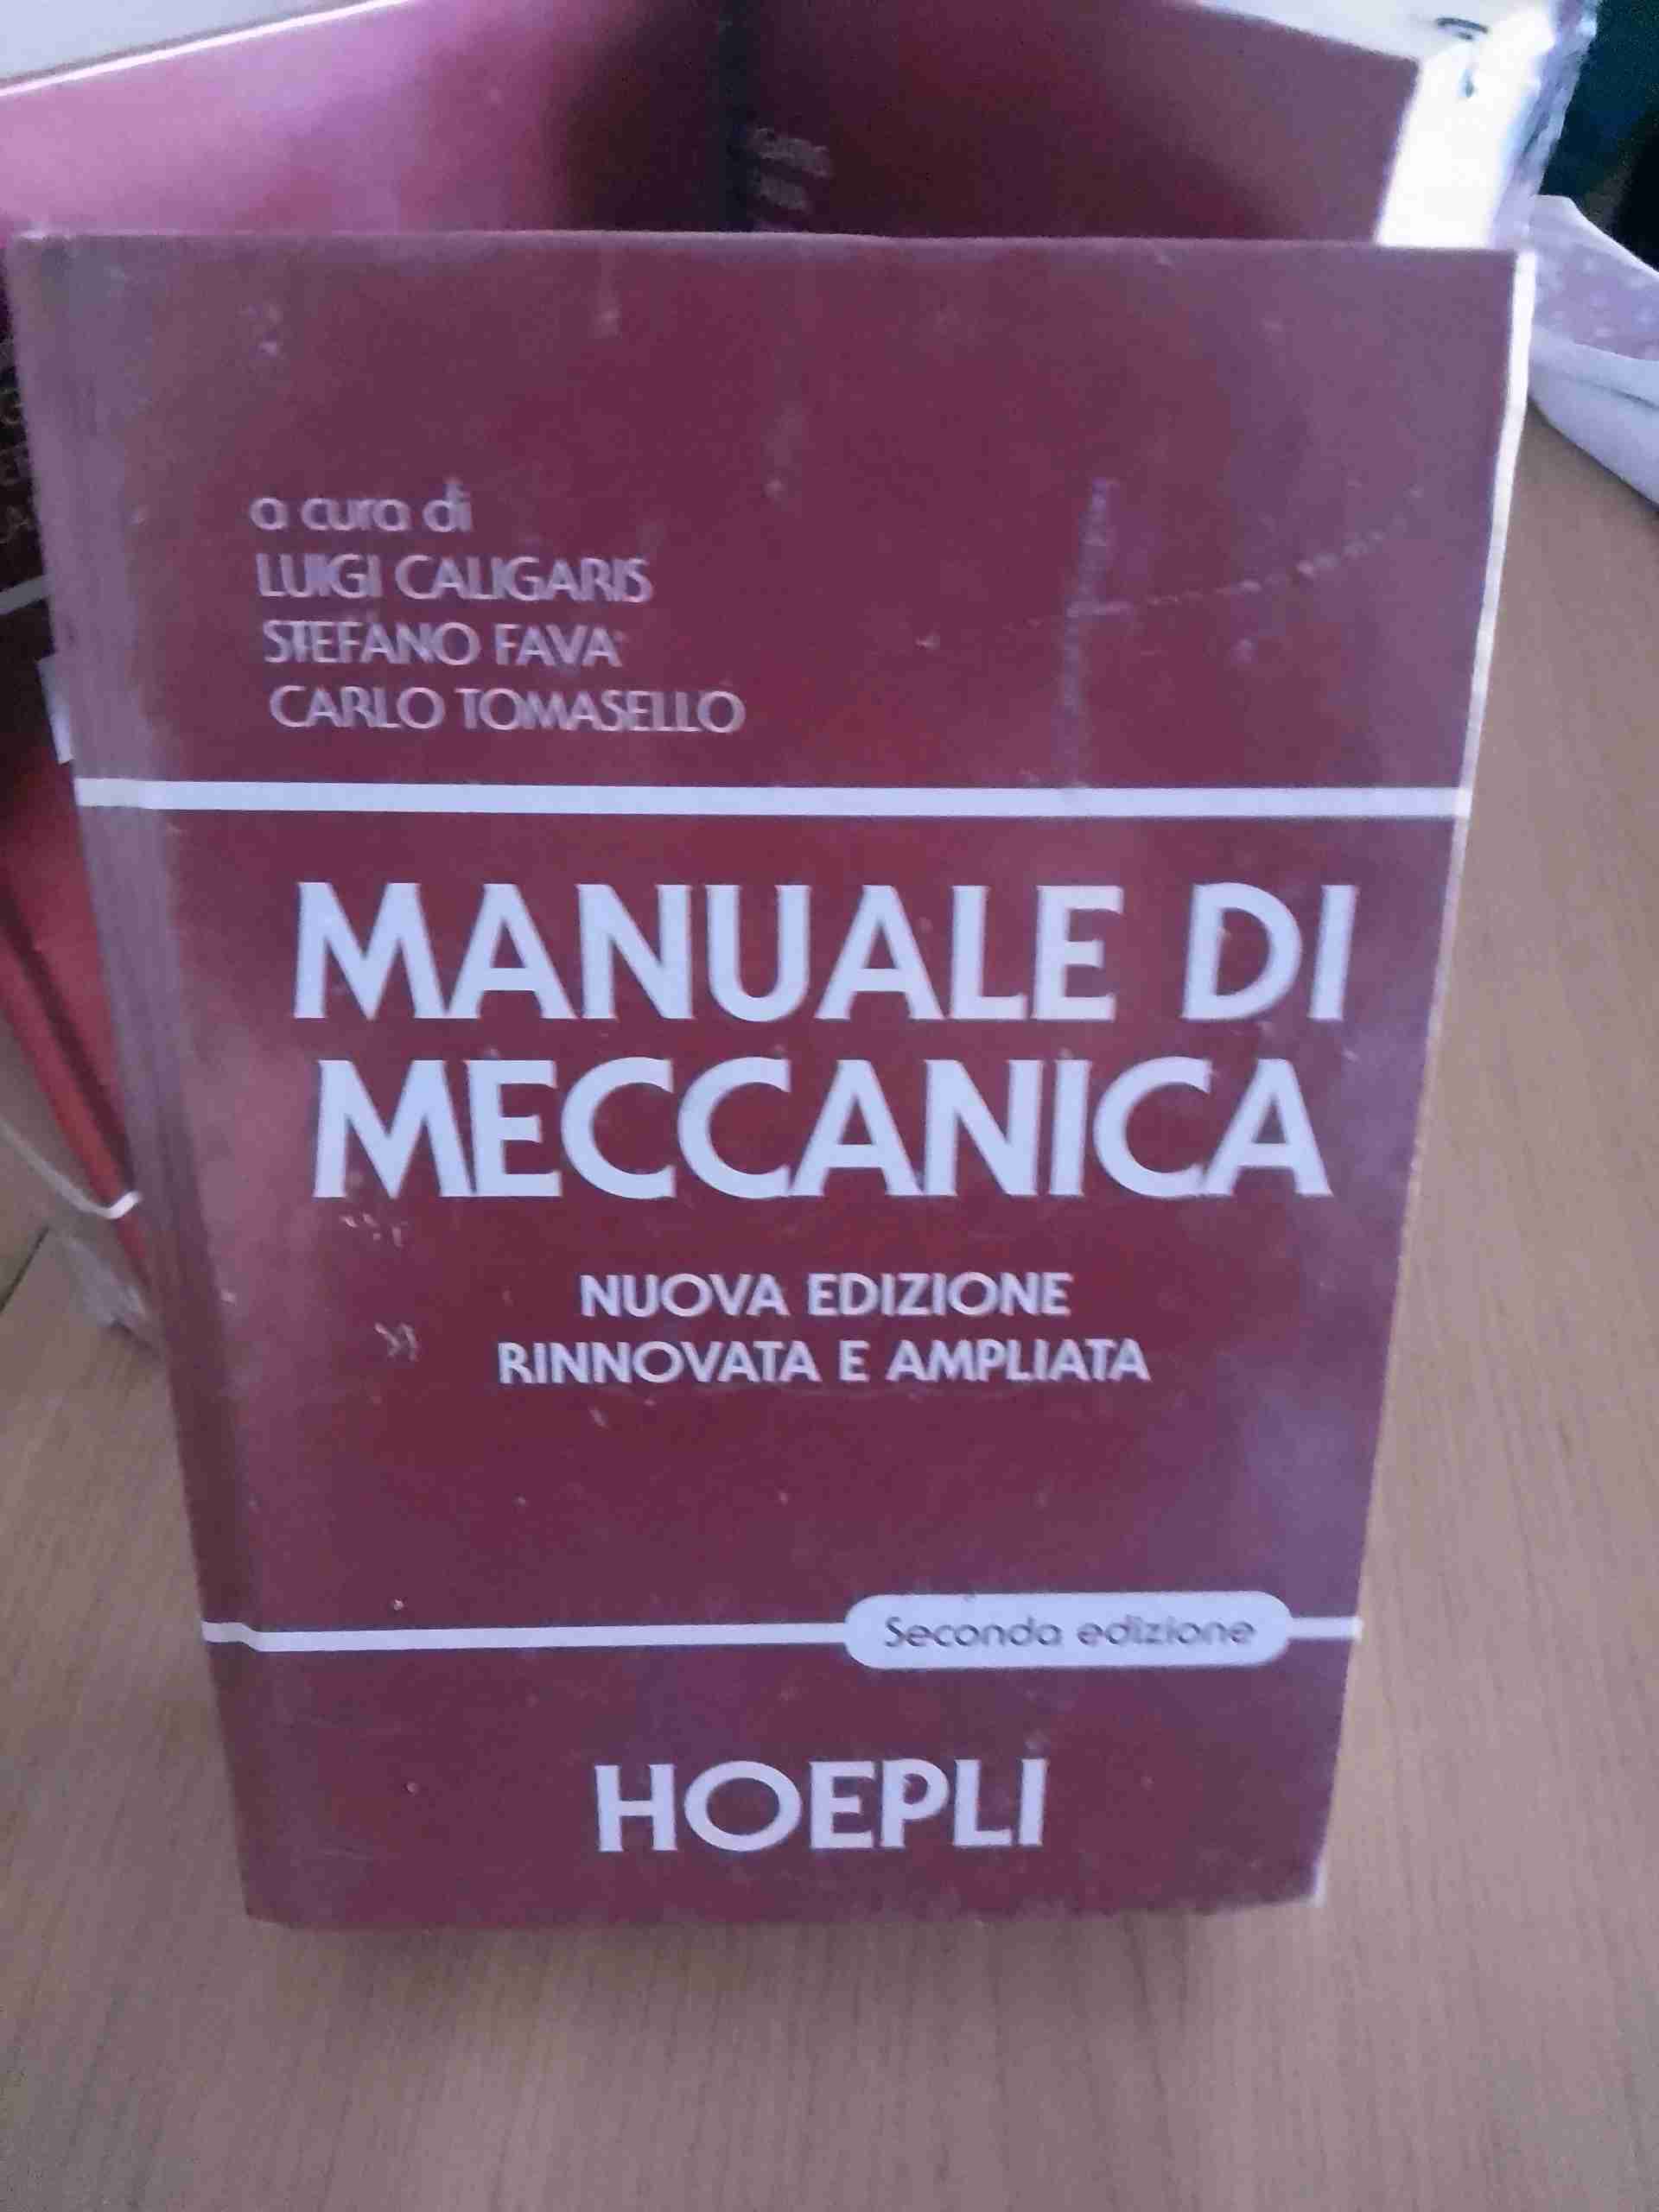 a cura di
LUIGI CALIGARIS
STEFANO FAVA
CARLO TOMASELLO
MANUALE DI
MECCANICA
NUOVA EDIZIONE
RINNOVATA E AMPLIATA
Seconda edizione
HOEPLI